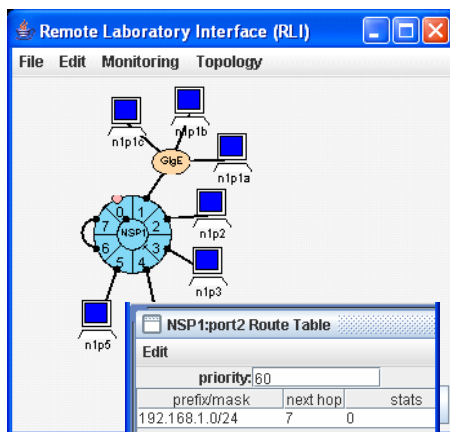 Remote Laboratory Interface (RLI)
File Edit Monitoring Topology
n1p1c
n1p1b
GigE
n1p1a
0 1
7 2
NSP1
6 3
5 4
n1p2
n1p3
n1p5
NSP1:port2 Route Table
Edit
priority: 60
prefix/mask next hop stats
192.168.1.0/24 7 0